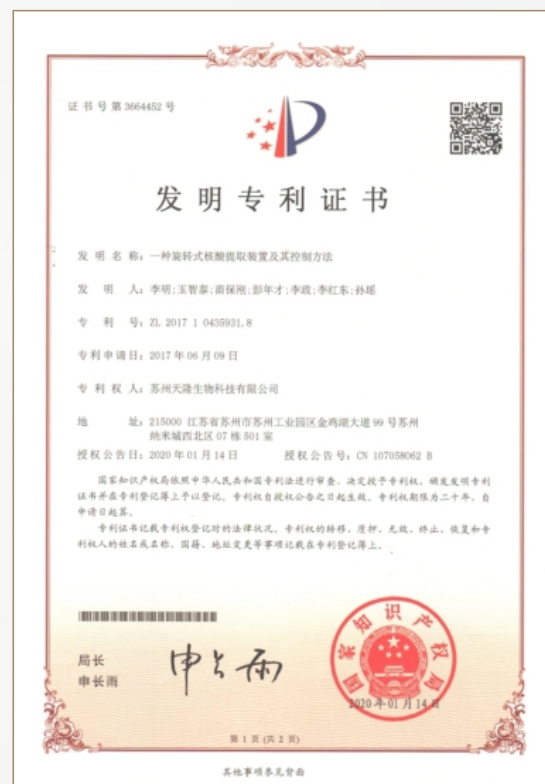 证书号第3664452号
发明专利证书
发明名称：一种旋转式核酸提取装置及其控制方法
发明人：李明;玉智泰;苗保刚;彭年才;李政;李红东;孙瑶
专利号：ZL 2017 1 0435931.8
专利申请日：2017年06月09日
专利权人：苏州天隆生物科技有限公司
地址：215000 江苏省苏州市苏州工业园区金鸡湖大道99号苏州
纳米城西北区07栋501室
授权公告日：2020年01月14日 授权公告号：CN 107058062 B
国家知识产权局依照中华人民共和国专利法进行审查，决定授予专利权，颁发发明专利
证书并在专利登记簿上予以登记。专利权自授权公告之日起生效。专利权期限为二十年，自
申请日起算。
专利证书记载专利权登记时的法律状况。专利权的转移、质押、无效、终止、恢复和专
利权人的姓名或名称、国籍、地址变更等事项记载在专利登记簿上。
局长
申长雨
申长雨
国家知识产权局
2020年01月14日
第1页(共2页)
其他事项参见背面